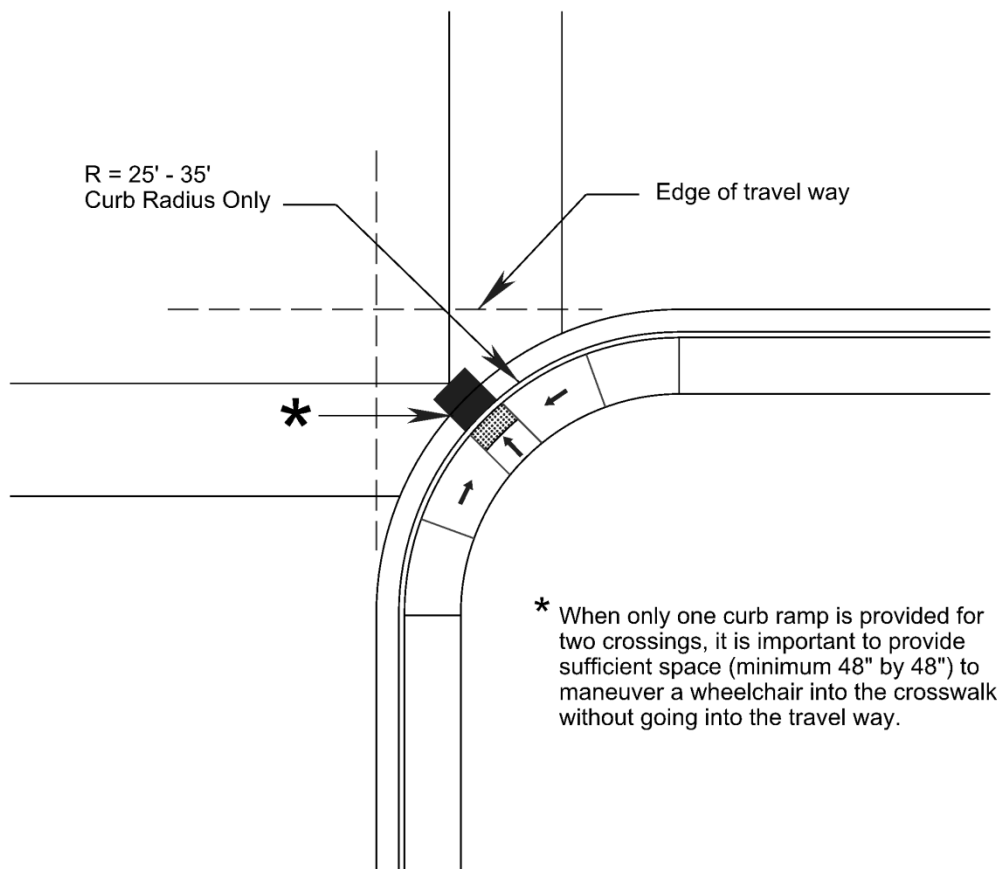 R = 25' - 35'
Curb Radius Only
Edge of travel way
*
* When only one curb ramp is provided for
two crossings, it is important to provide
sufficient space (minimum 48" by 48") to
maneuver a wheelchair into the crosswalk
without going into the travel way.